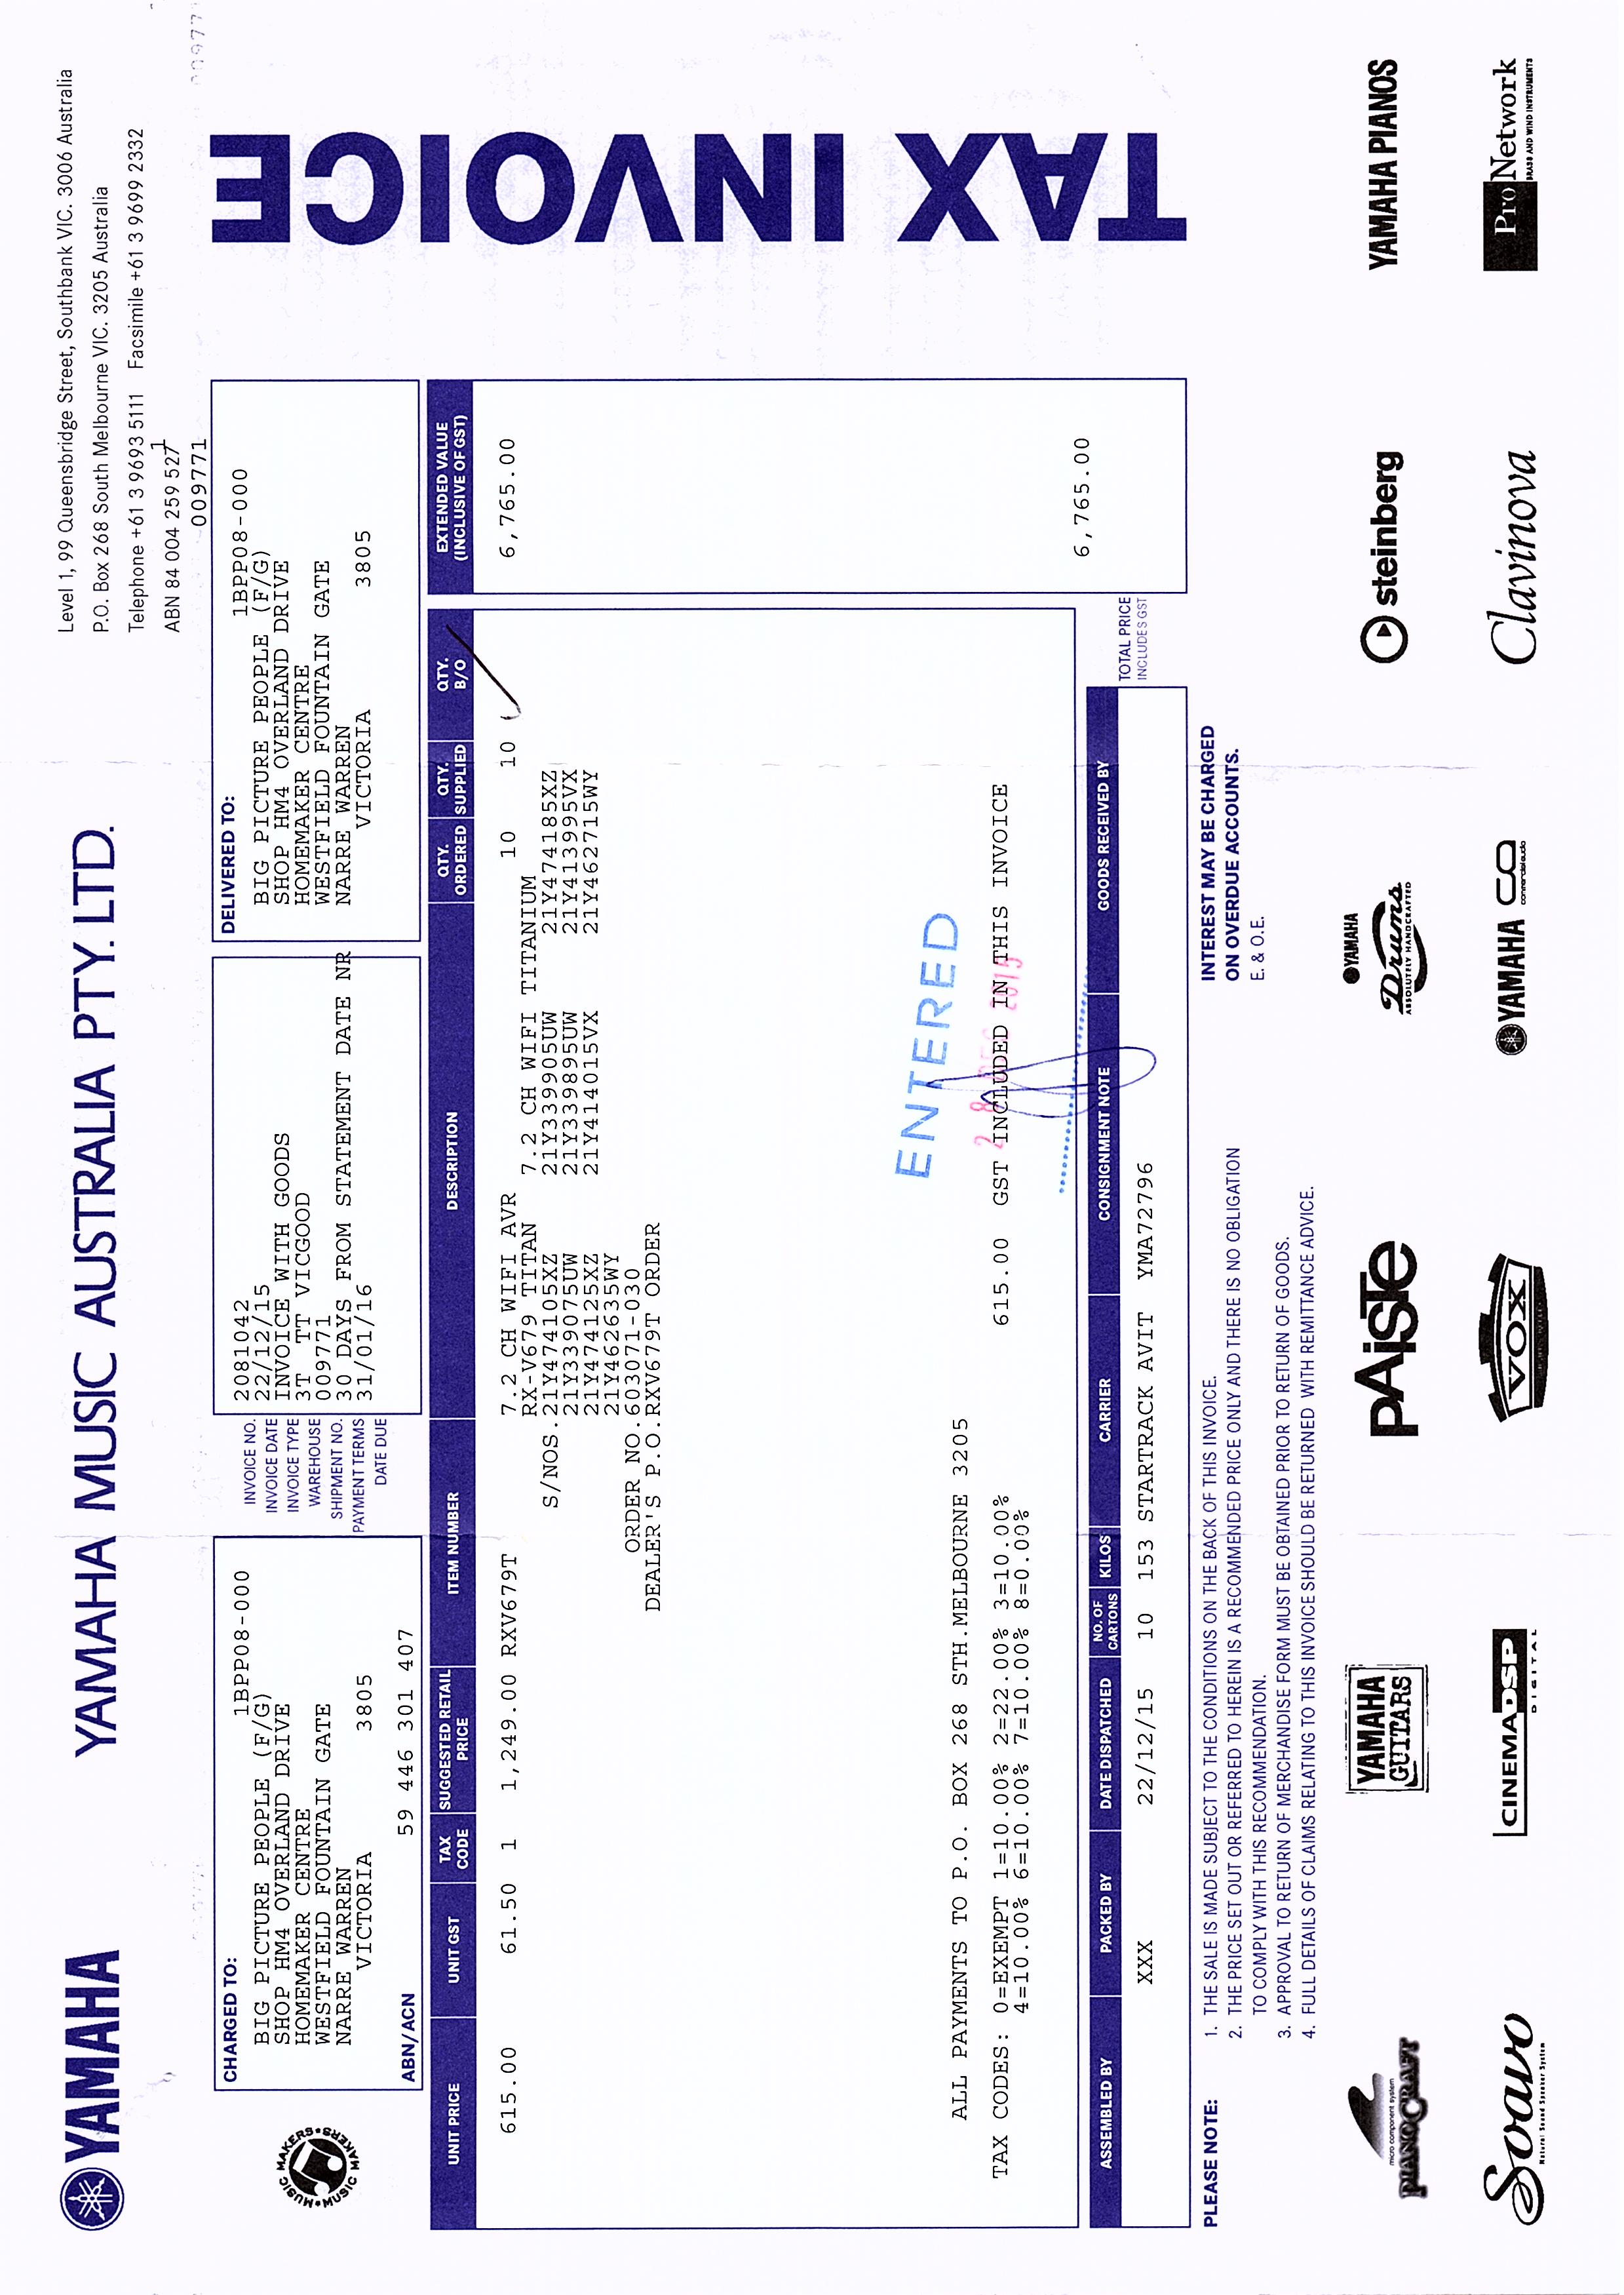 YAMAHA
YAMAHA MUSIC AUSTRALIA PTY. LTD.
Level 1, 99 Queensbridge Street, Southbank VIC. 3006 Australia
P.O. Box 268 South Melbourne VIC. 3205 Australia
Telephone +61 3 9693 5111 Facsimile +61 3 9699 2332
ABN 84 004 259 527
1
009771
TAX INVOICE
MUSIC MAKERS • MUSIC MAKERS •
CHARGED TO:
1BPP08-000
BIG PICTURE PEOPLE (F/G)
SHOP HM4 OVERLAND DRIVE
HOMEMAKER CENTRE
WESTFIELD FOUNTAIN GATE
NARRE WARREN
VICTORIA 3805
ABN/ACN 59 446 301 407
INVOICE NO. 2081042
INVOICE DATE 22/12/15
INVOICE TYPE INVOICE WITH GOODS
WAREHOUSE 3T TT VICGOOD
SHIPMENT NO. 009771
PAYMENT TERMS 30 DAYS FROM STATEMENT DATE NR
DATE DUE 31/01/16
DELIVERED TO:
1BPP08-000
BIG PICTURE PEOPLE (F/G)
SHOP HM4 OVERLAND DRIVE
HOMEMAKER CENTRE
WESTFIELD FOUNTAIN GATE
NARRE WARREN
VICTORIA 3805
UNIT PRICE UNIT GST TAX CODE SUGGESTED RETAIL PRICE ITEM NUMBER DESCRIPTION QTY. ORDERED QTY. SUPPLIED QTY. B/O EXTENDED VALUE (INCLUSIVE OF GST)
615.00 61.50 1 1,249.00 RXV679T 7.2 CH WIFI AVR 10 10 6,765.00
RX-V679 TITAN 7.2 CH WIFI TITANIUM
S/NOS. 21Y474105XZ 21Y339905UW 21Y474185XZ
21Y339075UW 21Y339895UW 21Y413995VX
21Y474125XZ 21Y414015VX 21Y462715WY
21Y462635WY
ORDER NO. 603071-030
DEALER'S P.O. RXV679T ORDER
ENTERED
28 DEC 2015
ALL PAYMENTS TO P.O. BOX 268 STH.MELBOURNE 3205
TAX CODES: 0=EXEMPT 1=10.00% 2=22.00% 3=10.00% 615.00 GST INCLUDED IN THIS INVOICE
4=10.00% 6=10.00% 7=10.00% 8=0.00%
6,765.00
TOTAL PRICE
INCLUDES GST
ASSEMBLED BY PACKED BY DATE DISPATCHED NO. OF CARTONS KILOS CARRIER CONSIGNMENT NOTE GOODS RECEIVED BY
XXX 22/12/15 10 153 STARTRACK AVIT YMA72796
PLEASE NOTE:
1. THE SALE IS MADE SUBJECT TO THE CONDITIONS ON THE BACK OF THIS INVOICE.
2. THE PRICE SET OUT OR REFERRED TO HEREIN IS A RECOMMENDED PRICE ONLY AND THERE IS NO OBLIGATION
TO COMPLY WITH THIS RECOMMENDATION.
3. APPROVAL TO RETURN OF MERCHANDISE FORM MUST BE OBTAINED PRIOR TO RETURN OF GOODS.
4. FULL DETAILS OF CLAIMS RELATING TO THIS INVOICE SHOULD BE RETURNED WITH REMITTANCE ADVICE.
INTEREST MAY BE CHARGED
ON OVERDUE ACCOUNTS.
E. & O.E.
micro component system
PIANOCRAFT
YAMAHA
GUITARS
PAiSTe
YAMAHA
Drums
ABSOLUTELY HANDCRAFTED
steinberg
YAMAHA PIANOS
Soavo
Natural Sound Speaker System
CINEMA DSP
DIGITAL
VOX
YAMAHA CA
commercial audio
Clavinova
Pro Network
BRASS AND WIND INSTRUMENTS